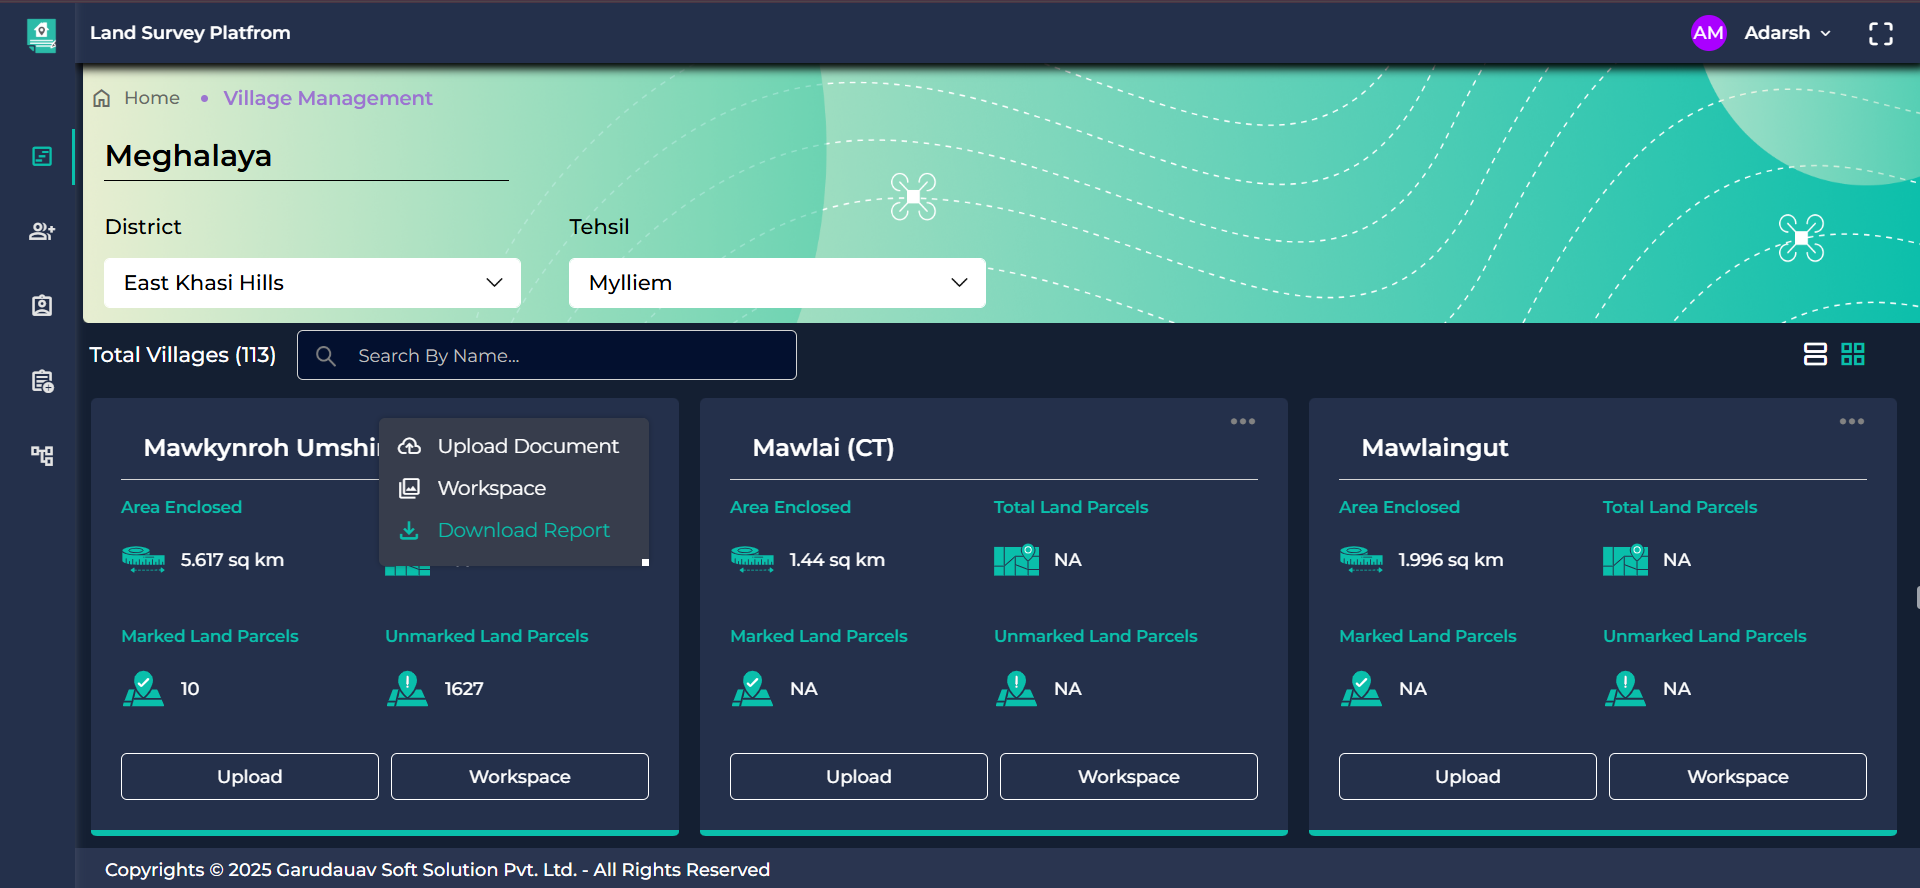 Land Survey Platfrom
AM Adarsh
Home • Village Management
Meghalaya
District
Tehsil
East Khasi Hills
Mylliem
Total Villages (113)
Search By Name...
Mawkynroh
Upload Document
Workspace
Download Report
Area Enclosed
5.617 sq km
Marked Land Parcels
Unmarked Land Parcels
10
1627
Upload
Workspace
Mawlai (CT)
Area Enclosed
Total Land Parcels
1.44 sq km
NA
Marked Land Parcels
Unmarked Land Parcels
NA
NA
Upload
Workspace
Mawlaingut
Area Enclosed
Total Land Parcels
1.996 sq km
NA
Marked Land Parcels
Unmarked Land Parcels
NA
NA
Upload
Workspace
Copyrights © 2025 Garudauav Soft Solution Pvt. Ltd. - All Rights Reserved